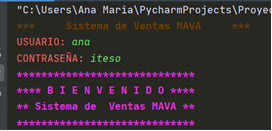 "C:\Users\Ana Maria\PycharmProjects\Proye
*** Sistema de Ventas MAVA ***
USUARIO: ana
CONTRASEÑA: iteso
****************************
**** B I E N V E N I D O ****
** Sistema de Ventas MAVA **
****************************